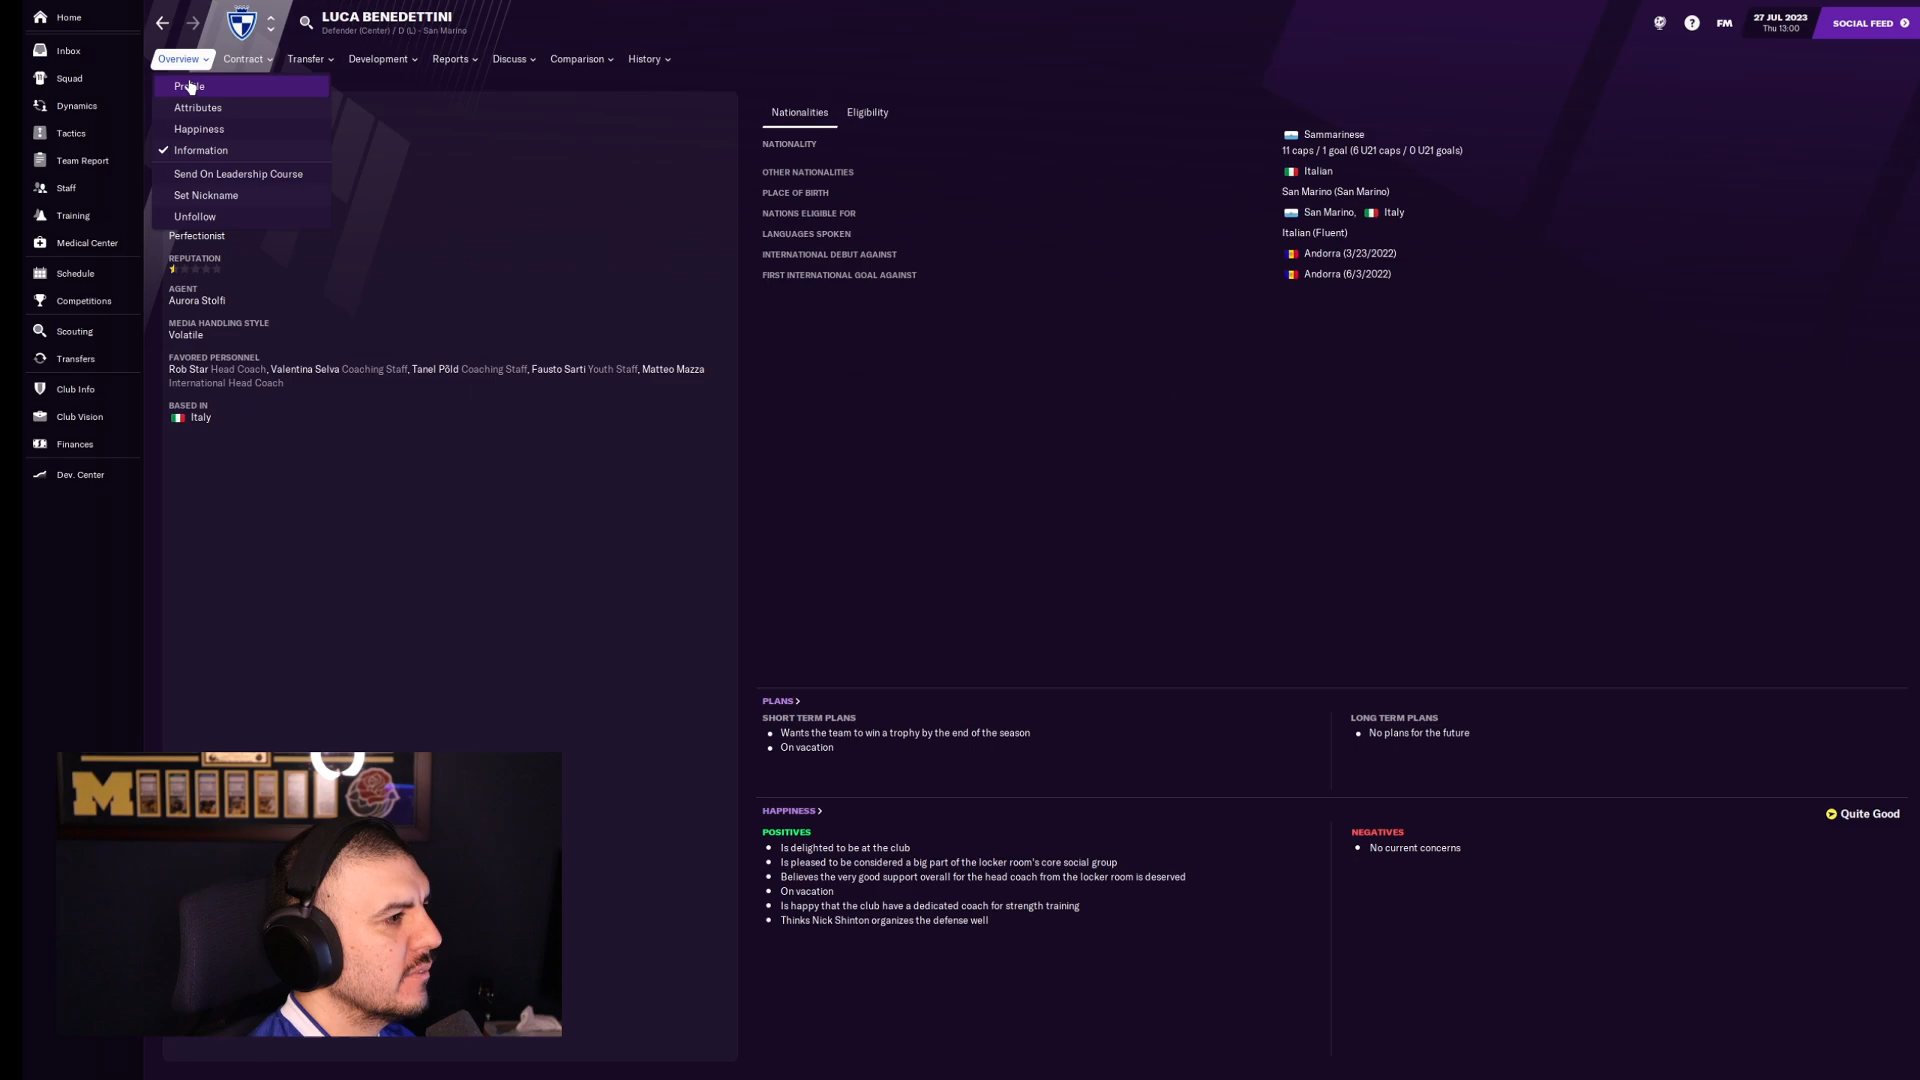 Home
Inbox
Squad
Dynamics
Tactics
Team Report
Staff
Training
Medical Center
Schedule
Competitions
Scouting
Transfers
Club Info
Club Vision
Finances
Dev. Center
LUCA BENEDETTINI
Defender (Center) / D (L) - San Marino
FM
27 JUL 2023
Thu 13:00
SOCIAL FEED
Overview Contract Transfer Development Reports Discuss Comparison History
Attributes
Happiness
Information
Send On Leadership Course
Set Nickname
Unfollow
Perfectionist
REPUTATION
AGENT
Aurora Stolfi
MEDIA HANDLING STYLE
Volatile
FAVORED PERSONNEL
Rob Star Head Coach, Valentina Selva Coaching Staff, Tanel Põld Coaching Staff, Fausto Sarti Youth Staff, Matteo Mazza
International Head Coach
BASED IN
Italy
Nationalities Eligibility
NATIONALITY
Sammarinese
11 caps / 1 goal (6 U21 caps / 0 U21 goals)
OTHER NATIONALITIES
Italian
PLACE OF BIRTH
San Marino (San Marino)
NATIONS ELIGIBLE FOR
San Marino, Italy
LANGUAGES SPOKEN
Italian (Fluent)
INTERNATIONAL DEBUT AGAINST
Andorra (3/23/2022)
FIRST INTERNATIONAL GOAL AGAINST
Andorra (6/3/2022)
PLANS >
SHORT TERM PLANS
Wants the team to win a trophy by the end of the season
On vacation
LONG TERM PLANS
No plans for the future
HAPPINESS >
Quite Good
POSITIVES
Is delighted to be at the club
Is pleased to be considered a big part of the locker room's core social group
Believes the very good support overall for the head coach from the locker room is deserved
On vacation
Is happy that the club have a dedicated coach for strength training
Thinks Nick Shinton organizes the defense well
NEGATIVES
No current concerns
M